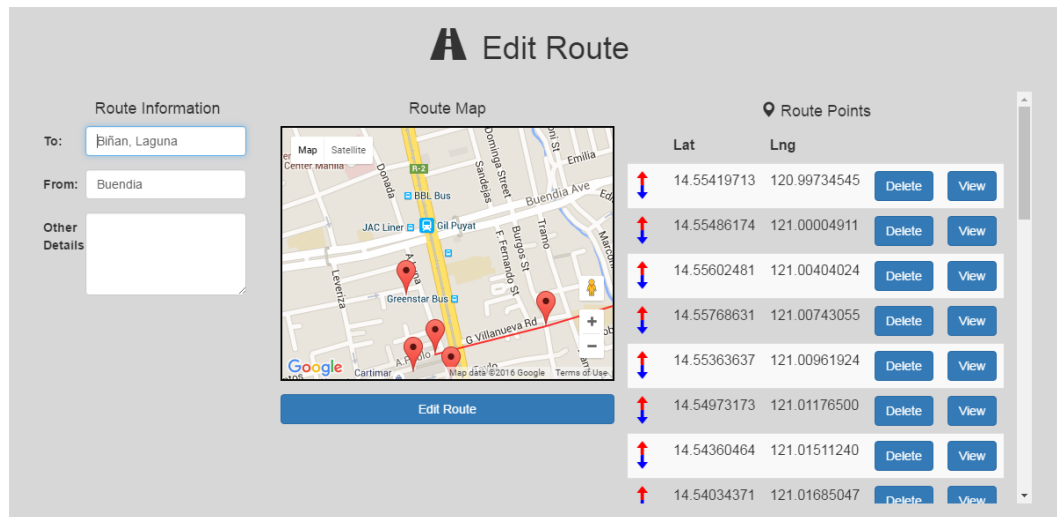 Edit Route
Route Information
To:
Biñan, Laguna
From:
Buendia
Other
Details
Route Map
Map
Satellite
Center Manila
R-2
Donada
Dominga Street
Sandejas
Emilia
BBL Bus
Buendia Ave
JAC Liner
Gil Puyat
Burgos St
Tramo
F. Fernando St
Leveriza
Greenstar Bus
G Villanueva Rd
+
−
Google
Cartimar
Map data ©2016 Google
Terms of Use
Edit Route
Route Points
Lat Lng
14.55419713 120.99734545 Delete View
14.55486174 121.00004911 Delete View
14.55602481 121.00404024 Delete View
14.55768631 121.00743055 Delete View
14.55363637 121.00961924 Delete View
14.54973173 121.01176500 Delete View
14.54360464 121.01511240 Delete View
14.54034371 121.01685047 Delete View